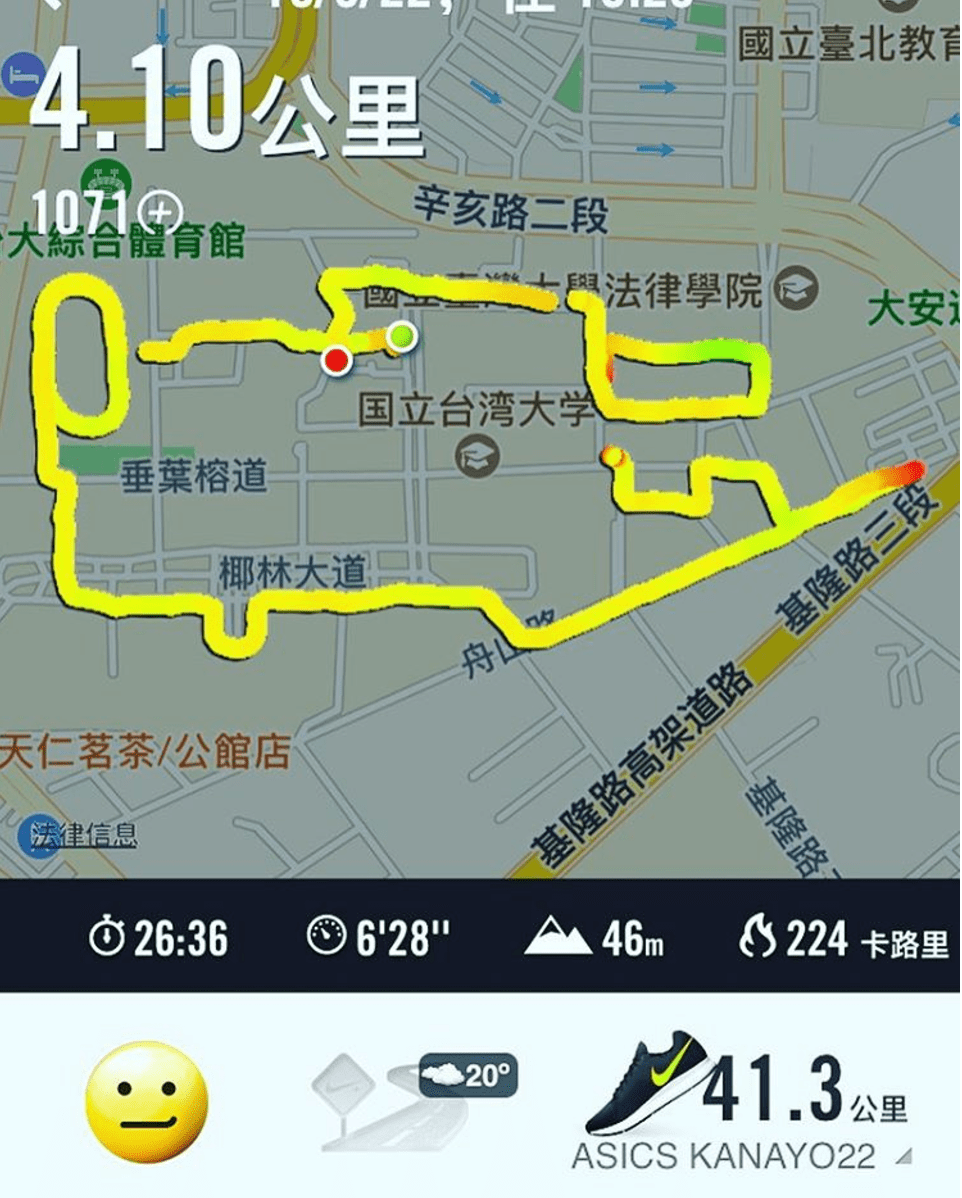 4.10公里
國立臺北教育
1071
辛亥路二段
大綜合體育館
國立臺灣大學法律學院
大安
国立台湾大学
垂葉榕道
椰林大道
基隆路三段
舟山路
基隆路高架道路
天仁茗茶/公館店
基隆路
法律信息
26:36 6'28" 46m 224 卡路里
20°
41.3公里
ASICS KANAYO22